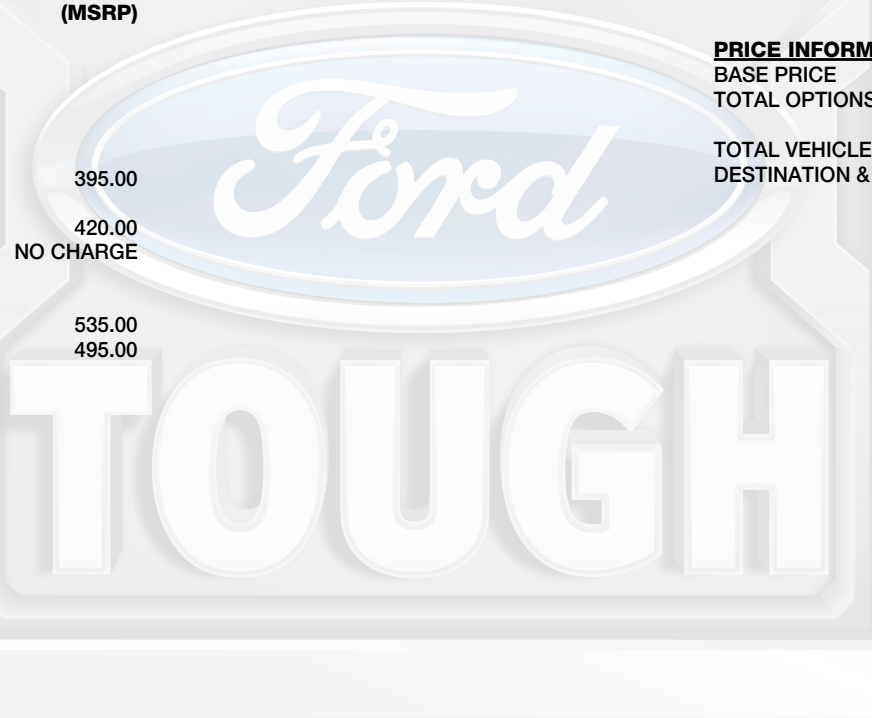 (MSRP)
395.00
420.00
NO CHARGE
535.00
495.00
PRICE INFORM
BASE PRICE
TOTAL OPTIONS
TOTAL VEHICLE
DESTINATION &
Ford
TOUGH